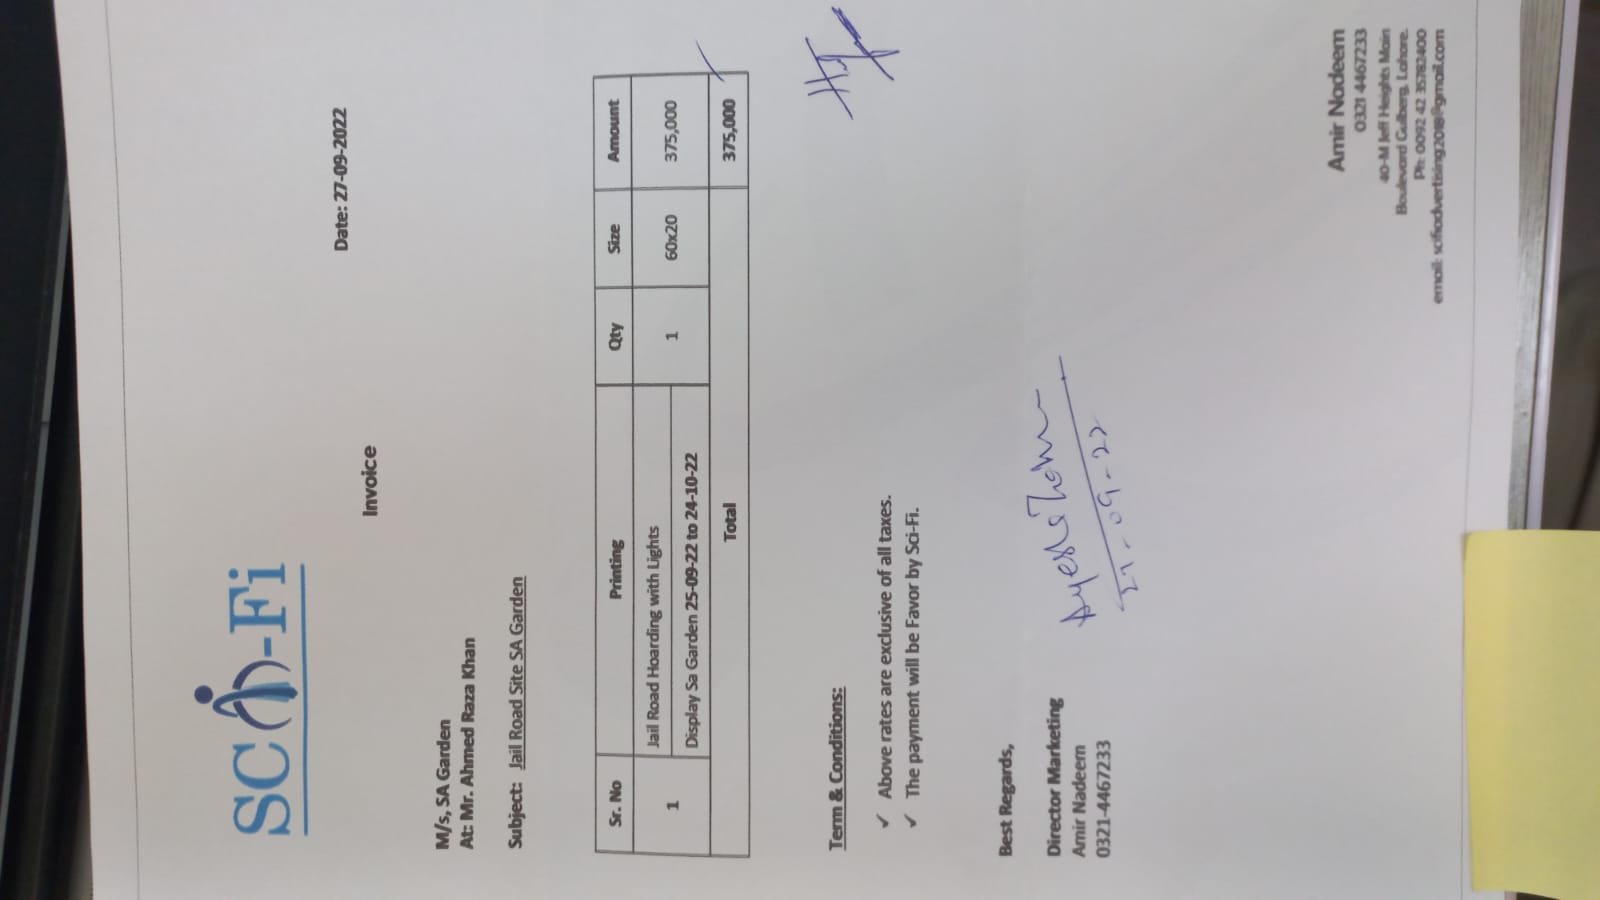 SCi-Fi
Date: 27-09-2022
Invoice
M/s, SA Garden
At: Mr. Ahmed Raza Khan
Subject: Jail Road Site SA Garden
Sr. No Printing Qty Size Amount
1 Jail Road Hoarding with Lights 1 60x20 375,000
Display Sa Garden 25-09-22 to 24-10-22
Total 375,000
Term & Conditions:
✓ Above rates are exclusive of all taxes.
✓ The payment will be Favor by Sci-Fi.
Best Regards,
Director Marketing
Amir Nadeem
0321-4467233
27-09-22
Amir Nadeem
0321 4467233
40-M Jeff Heights Main
Boulevard Gulberg, Lahore.
Ph: 0092 42 35782400
email: scifiadvertising2018@gmail.com